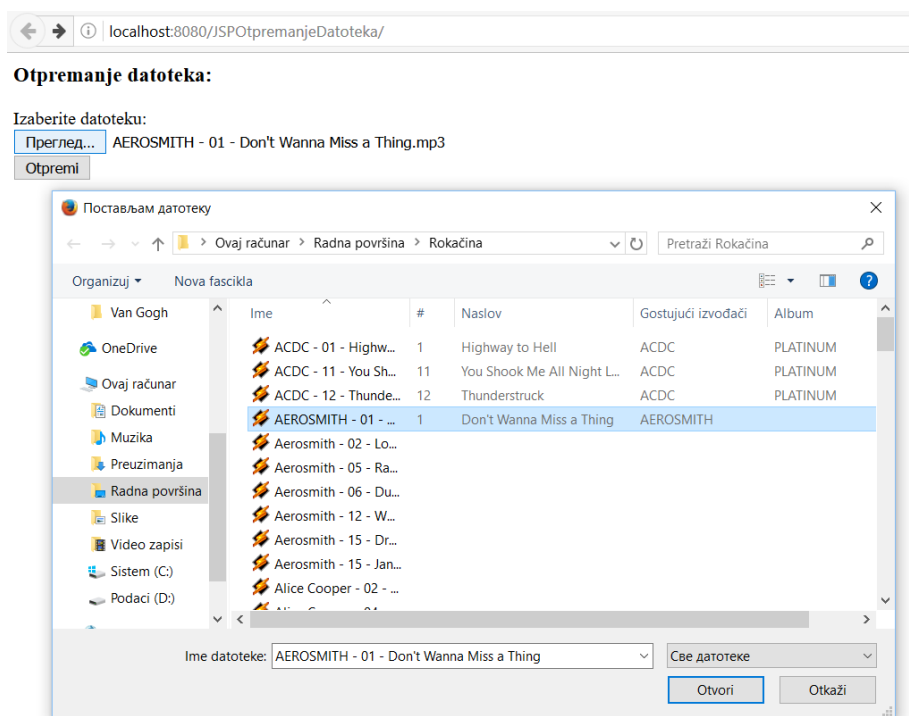 localhost:8080/JSPOtpremanjeDatoteka/
Otpremanje datoteka:
Izaberite datoteku:
Преглед... AEROSMITH - 01 - Don't Wanna Miss a Thing.mp3
Otpremi
Постављам датотеку
Ovaj računar > Radna površina > Rokačina
Pretraži Rokačina
Organizuj Nova fascikla
Van Gogh
OneDrive
Ovaj računar
Dokumenti
Muzika
Preuzimanja
Radna površina
Slike
Video zapisi
Sistem (C:)
Podaci (D:)
Ime # Naslov Gostujući izvođači Album
ACDC - 01 - Highw... 1 Highway to Hell ACDC PLATINUM
ACDC - 11 - You Sh... 11 You Shook Me All Night L... ACDC PLATINUM
ACDC - 12 - Thunde... 12 Thunderstruck ACDC PLATINUM
AEROSMITH - 01 - ... 1 Don't Wanna Miss a Thing AEROSMITH
Aerosmith - 02 - Lo...
Aerosmith - 05 - Ra...
Aerosmith - 06 - Du...
Aerosmith - 12 - W...
Aerosmith - 15 - Dr...
Aerosmith - 15 - Jan...
Alice Cooper - 02 - ...
Ime datoteke: AEROSMITH - 01 - Don't Wanna Miss a Thing
Све датотеке
Otvori Otkaži